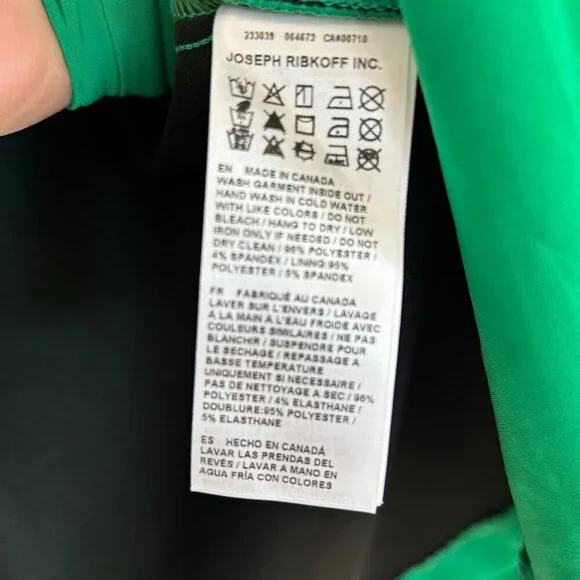 233039 064673 CA#00710
JOSEPH RIBKOFF INC.
EN MADE IN CANADA
WASH GARMENT INSIDE OUT /
HAND WASH IN COLD WATER
WITH LIKE COLORS / DO NOT
BLEACH / HANG TO DRY / LOW
IRON ONLY IF NEEDED / DO NOT
DRY CLEAN / 96% POLYESTER /
4% SPANDEX / LINING:95%
POLYESTER / 5% SPANDEX
FR FABRIQUÉ AU CANADA
LAVER SUR L'ENVERS / LAVAGE
A LA MAIN A L'EAU FROIDE AVEC
COULEURS SIMILAIRES / NE PAS
BLANCHIR / SUSPENDRE POUR
LE SECHAGE / REPASSAGE A
BASSE TEMPERATURE
UNIQUEMENT SI NECESSAIRE /
PAS DE NETTOYAGE A SEC / 96%
POLYESTER / 4% ELASTHANE /
DOUBLURE:95% POLYESTER /
5% ELASTHANE
ES HECHO EN CANADÁ
LAVAR LAS PRENDAS DEL
REVÉS / LAVAR A MANO EN
AGUA FRÍA CON COLORES